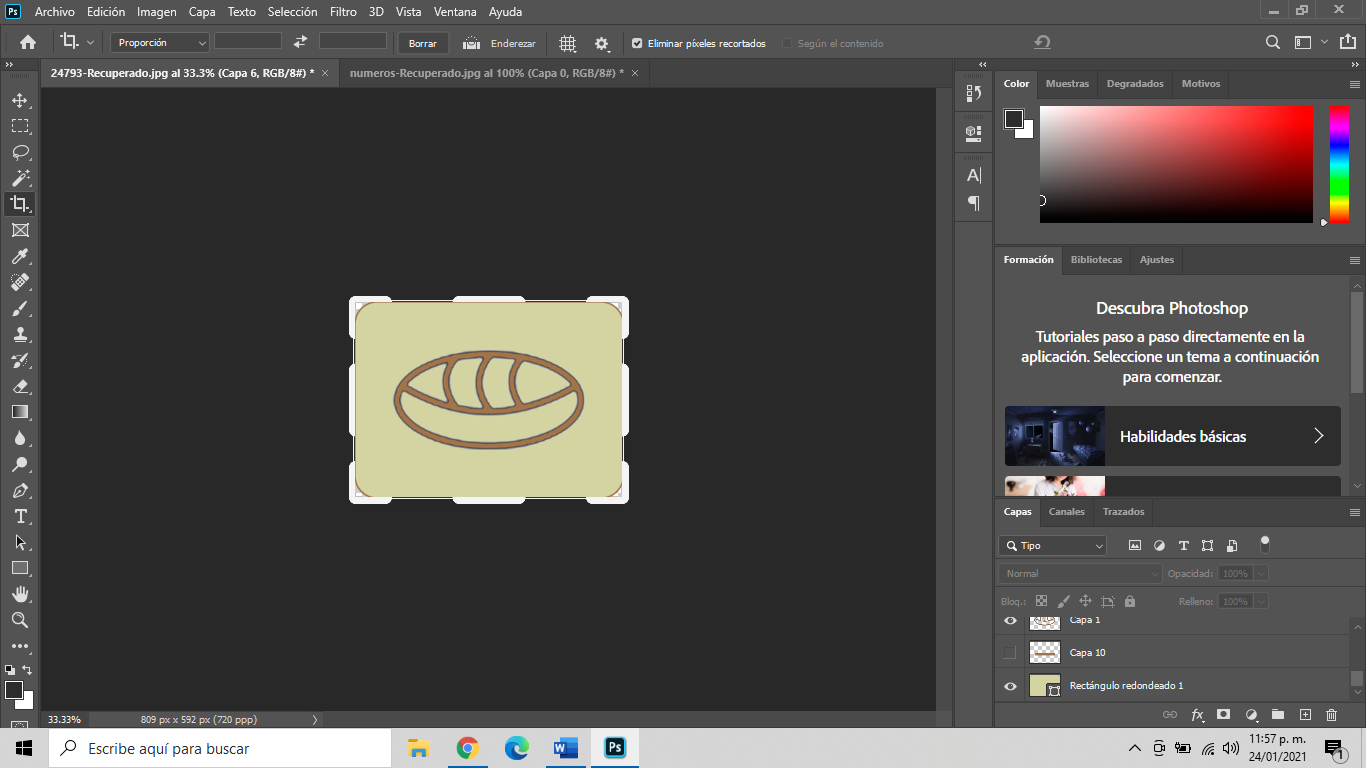 Ps Archivo Edición Imagen Capa Texto Selección Filtro 3D Vista Ventana Ayuda
Proporción Borrar Enderezar Eliminar píxeles recortados Según el contenido
24793-Recuperado.jpg al 33.3% (Capa 6, RGB/8#) * × numeros-Recuperado.jpg al 100% (Capa 0, RGB/8#) * ×
Color Muestras Degradados Motivos
Formación Bibliotecas Ajustes
Descubra Photoshop
Tutoriales paso a paso directamente en la
aplicación. Seleccione un tema a continuación
para comenzar.
Habilidades básicas
Capas Canales Trazados
Tipo
Normal Opacidad: 100%
Bloq.: Relleno: 100%
Capa 1
Capa 10
Rectángulo redondeado 1
33.33% 809 px x 592 px (720 ppp)
Escribe aquí para buscar
Ps
11:57 p. m.
24/01/2021
1